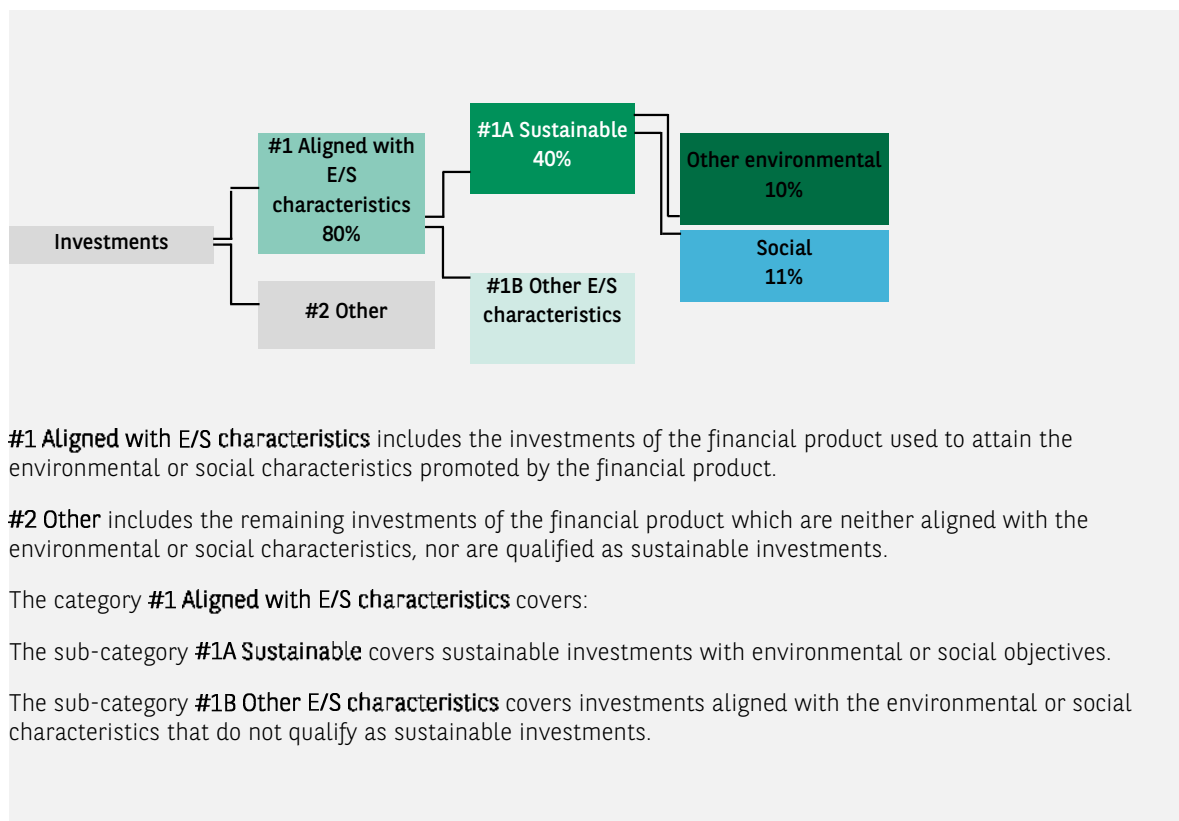 #1A Sustainable
40%
#1 Aligned with
E/S
characteristics
80%
Other environmental
10%
Investments
Social
11%
#2 Other
#1B Other E/S
characteristics
#1 Aligned with E/S characteristics includes the investments of the financial product used to attain the
environmental or social characteristics promoted by the financial product.
#2 Other includes the remaining investments of the financial product which are neither aligned with the
environmental or social characteristics, nor are qualified as sustainable investments.
The category #1 Aligned with E/S characteristics covers:
The sub-category #1A Sustainable covers sustainable investments with environmental or social objectives.
The sub-category #1B Other E/S characteristics covers investments aligned with the environmental or social
characteristics that do not qualify as sustainable investments.